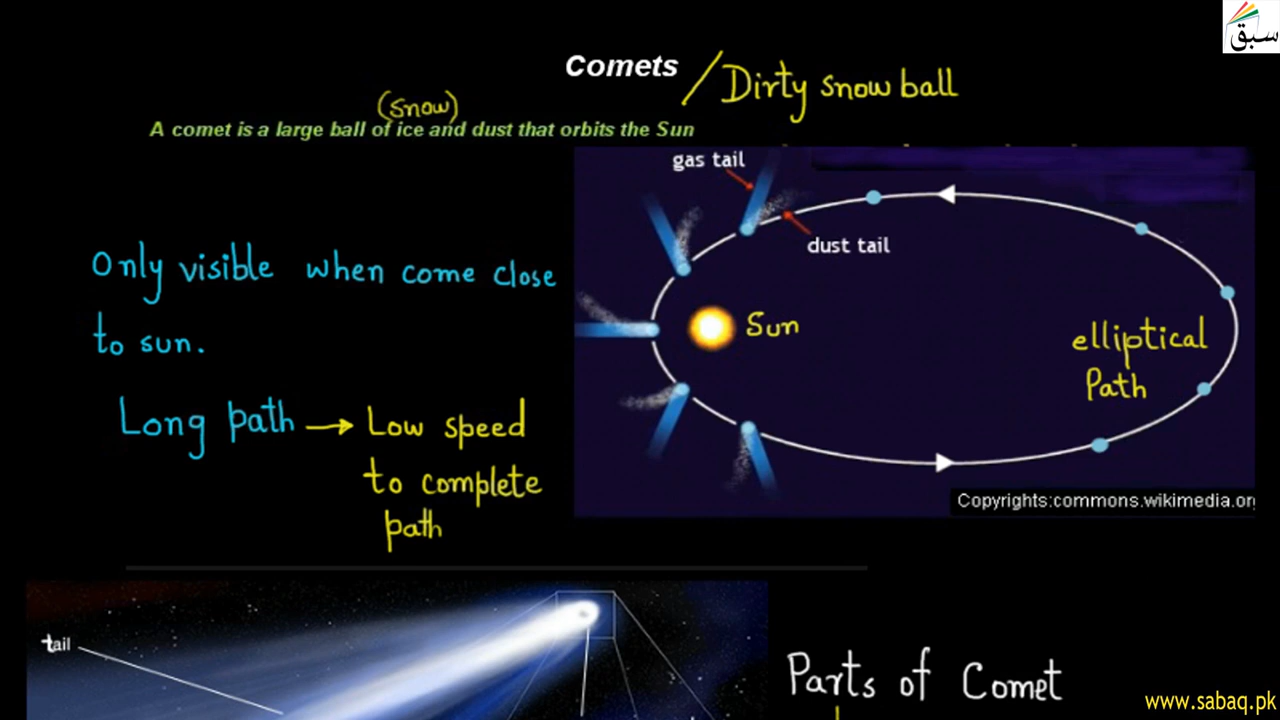 سبق
Comets / Dirty snow ball
(snow)
A comet is a large ball of ice and dust that orbits the Sun
gas tail
dust tail
Only visible when come close
to sun.
Sun
elliptical
Path
Long path → Low speed
to complete
path
Copyrights:commons.wikimedia.org
tail
Parts of Comet
www.sabaq.pk